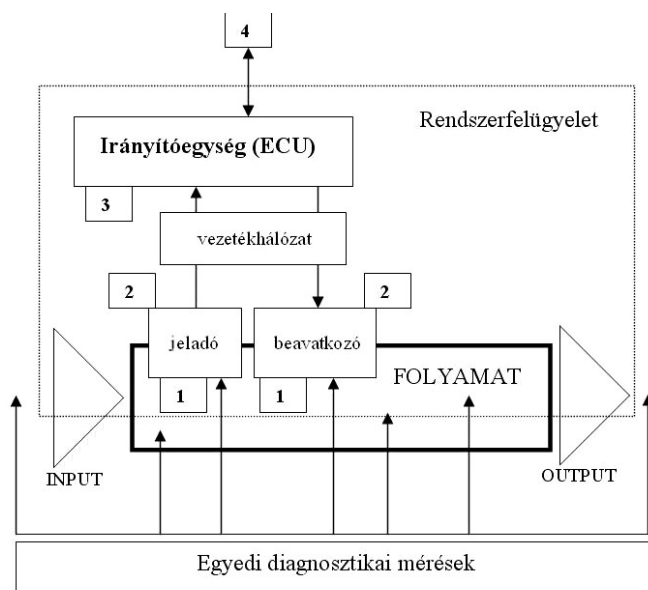 4
Rendszerfelügyelet
Irányítóegység (ECU)
3
vezetékhálózat
2
2
jeladó
beavatkozó
FOLYAMAT
1
1
INPUT
OUTPUT
Egyedi diagnosztikai mérések